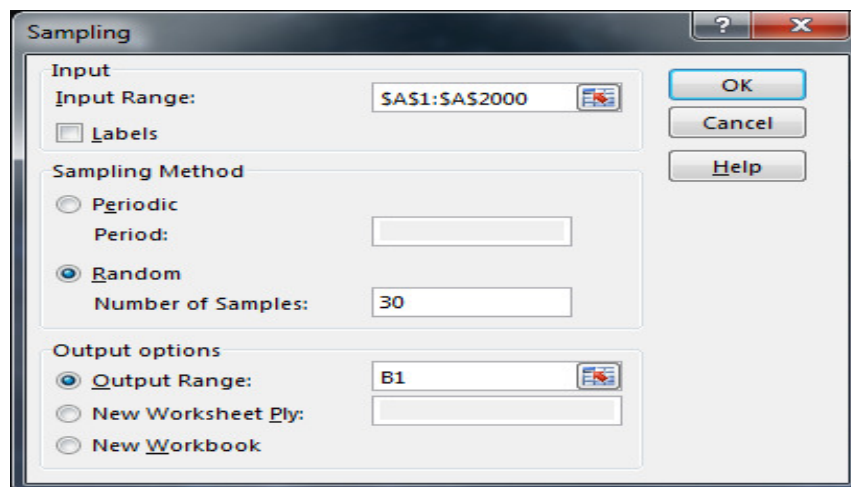 Sampling
?
X
Input
Input Range:
$A$1:$A$2000
Labels
OK
Cancel
Help
Sampling Method
Periodic
Period:
Random
Number of Samples:
30
Output options
Output Range:
B1
New Worksheet Ply:
New Workbook